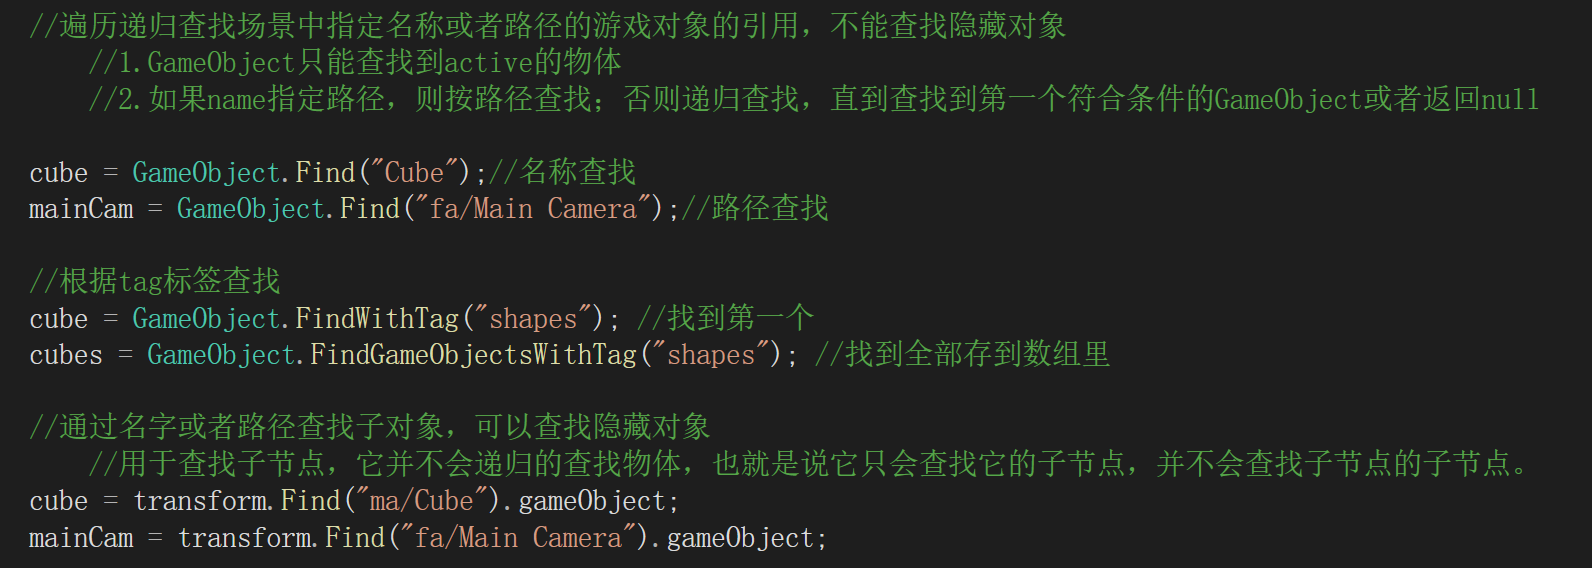 //遍历递归查找场景中指定名称或者路径的游戏对象的引用，不能查找隐藏对象
//1.GameObject只能查找到active的物体
//2.如果name指定路径，则按路径查找；否则递归查找，直到查找到第一个符合条件的GameObject或者返回null
cube = GameObject.Find("Cube");//名称查找
mainCam = GameObject.Find("fa/Main Camera");//路径查找
//根据tag标签查找
cube = GameObject.FindWithTag("shapes"); //找到第一个
cubes = GameObject.FindGameObjectsWithTag("shapes"); //找到全部存到数组里
//通过名字或者路径查找子对象，可以查找隐藏对象
//用于查找子节点，它并不会递归的查找物体，也就是说它只会查找它的子节点，并不会查找子节点的子节点。
cube = transform.Find("ma/Cube").gameObject;
mainCam = transform.Find("fa/Main Camera").gameObject;